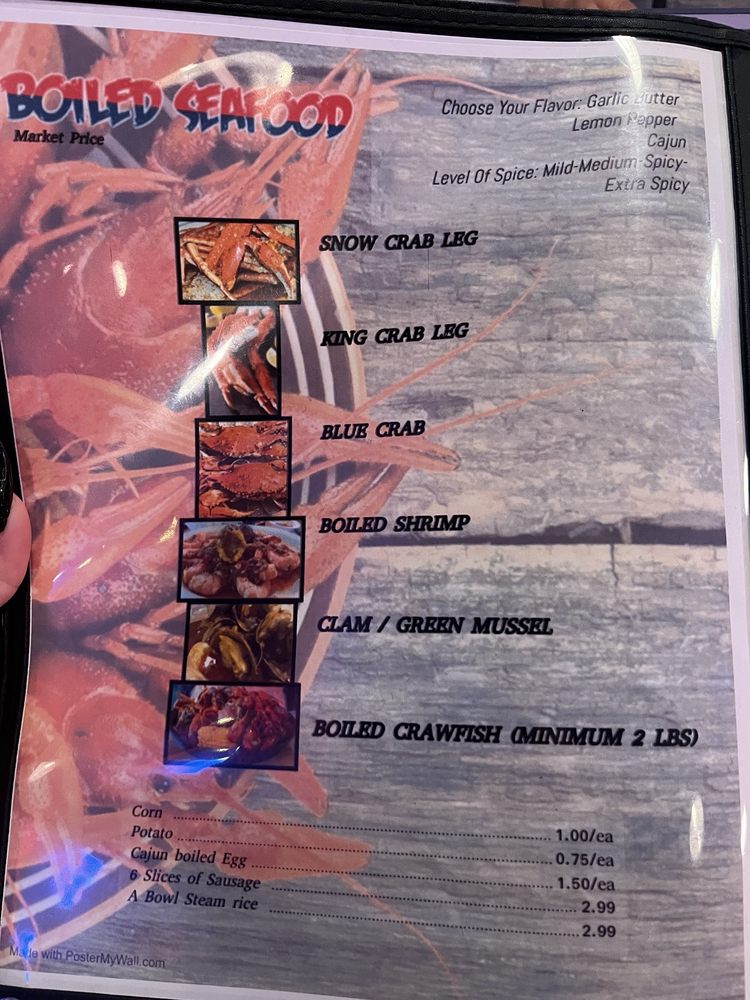 BOILED SEAFOOD
Market Price
Choose Your Flavor: Garlic Butter
Lemon Pepper
Cajun
Level Of Spice: Mild-Medium-Spicy-
Extra Spicy
SNOW CRAB LEG
KING CRAB LEG
BLUE CRAB
BOILED SHRIMP
CLAM / GREEN MUSSEL
BOILED CRAWFISH (MINIMUM 2 LBS)
Corn ........ 1.00/ea
Potato ........ 0.75/ea
Cajun boiled Egg ........ 1.50/ea
6 Slices of Sausage ........ 2.99
A Bowl Steam rice ........ 2.99
Made with PosterMyWall.com